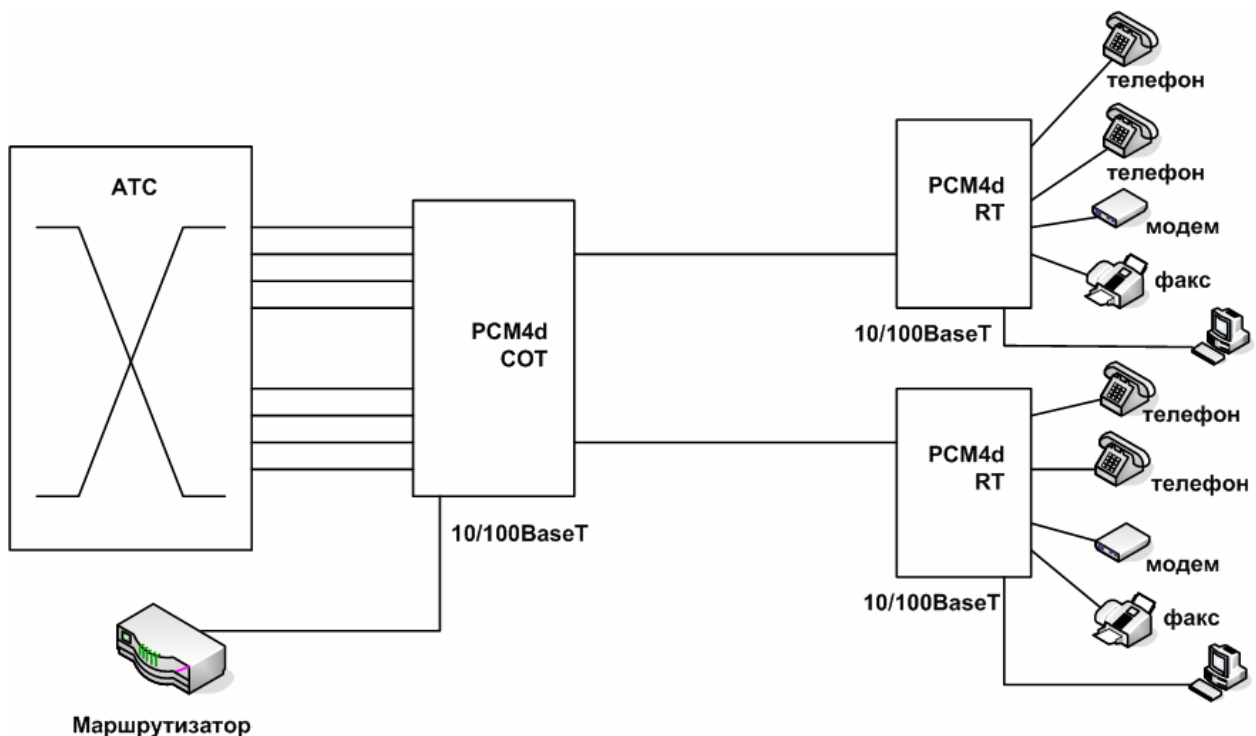 АТС
PCM4d
COT
10/100BaseT
Маршрутизатор
PCM4d
RT
10/100BaseT
телефон
телефон
модем
факс
PCM4d
RT
10/100BaseT
телефон
телефон
модем
факс